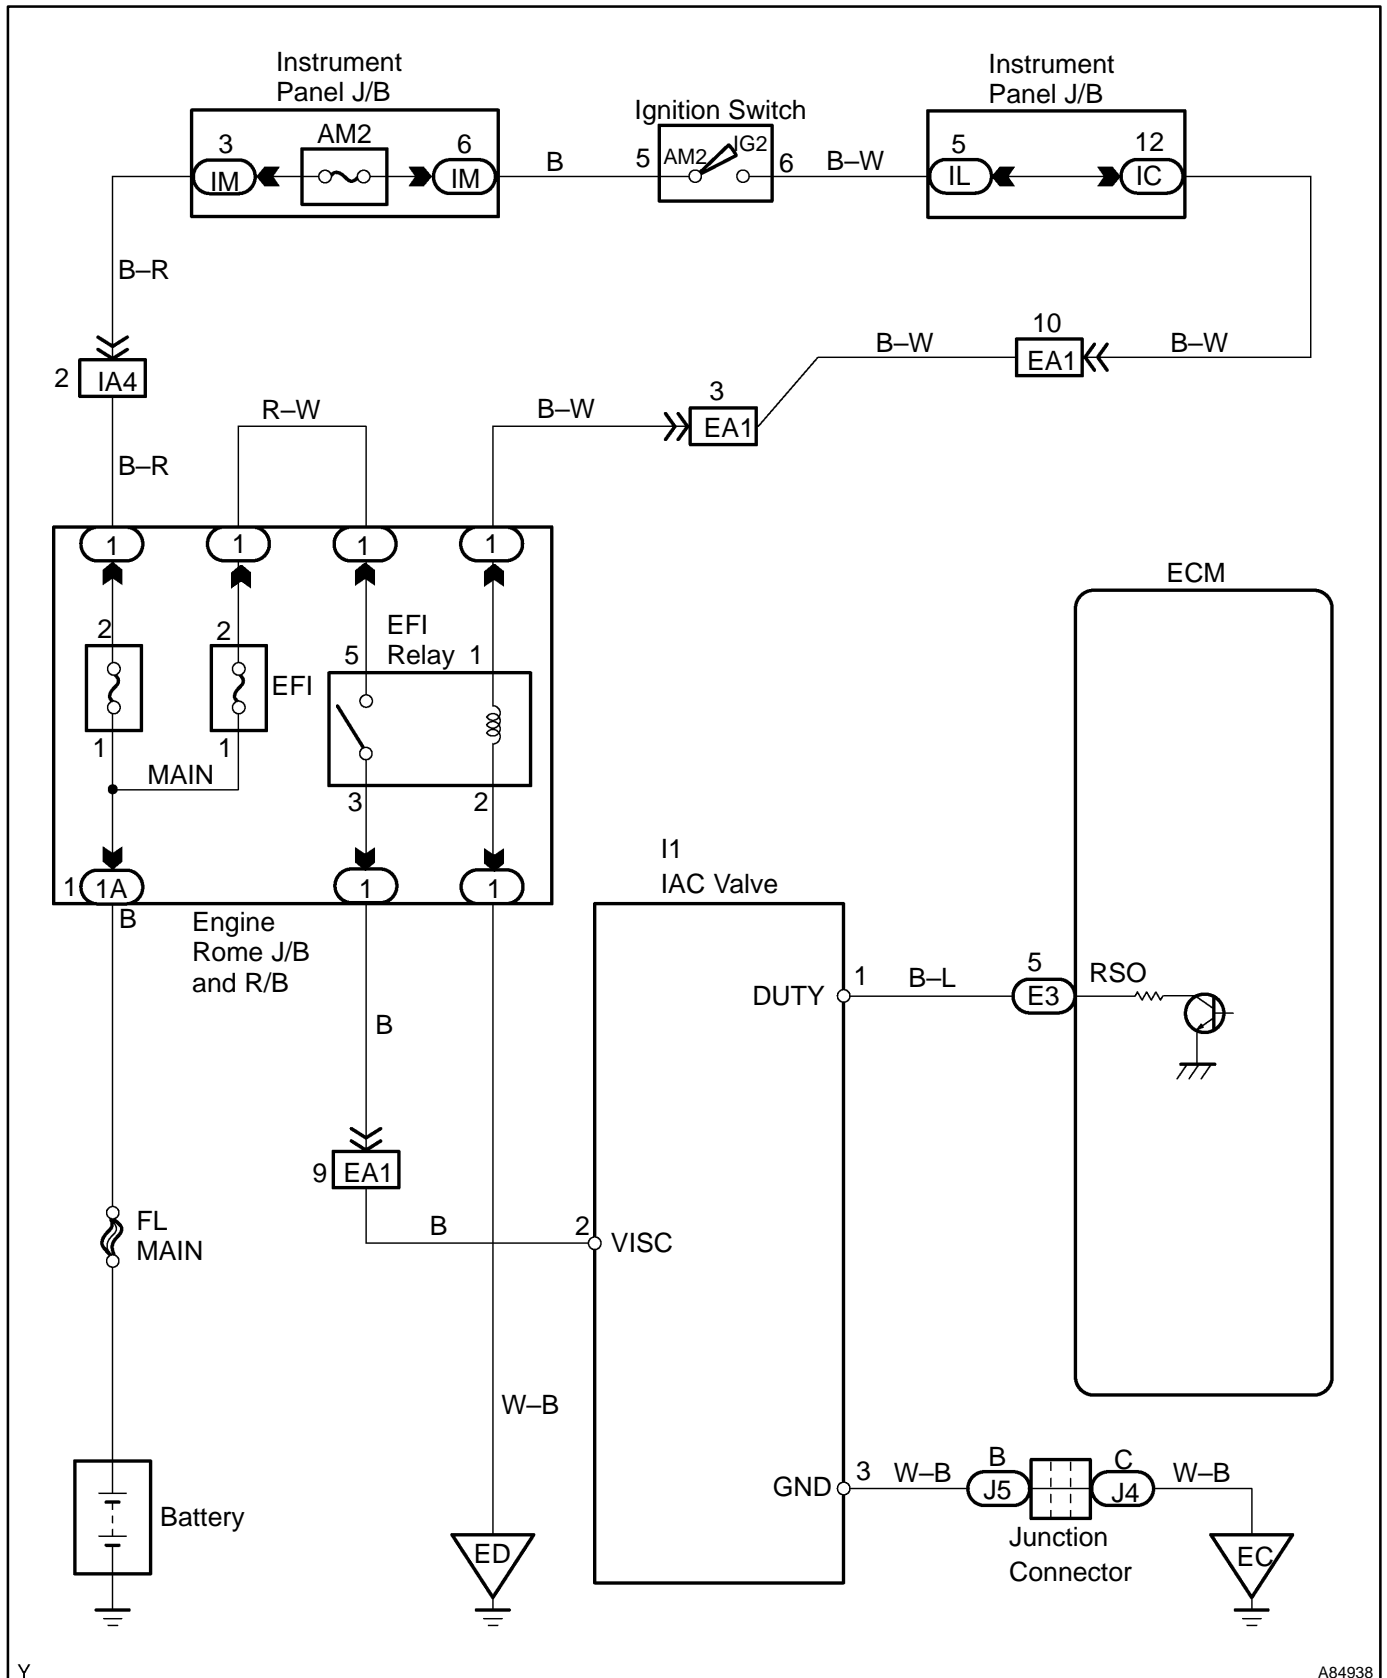 Instrument
Panel J/B
3
IM
AM2
6
IM
B
Ignition Switch
5
AM2
IG2
6
B–W
Instrument
Panel J/B
5
IL
12
IC
B–R
2
IA4
B–R
R–W
B–W
3
EA1
B–W
10
EA1
B–W
1
1
1
1
2
1
2
1
EFI
MAIN
EFI
Relay
5
1
3
2
1
1A
1
1
B
Engine
Rome J/B
and R/B
B
9
EA1
B
FL
MAIN
Battery
W–B
ED
I1
IAC Valve
2
VISC
DUTY
1
B–L
5
E3
RSO
ECM
GND
3
W–B
B
J5
C
J4
W–B
Junction
Connector
EC
Y
A84938